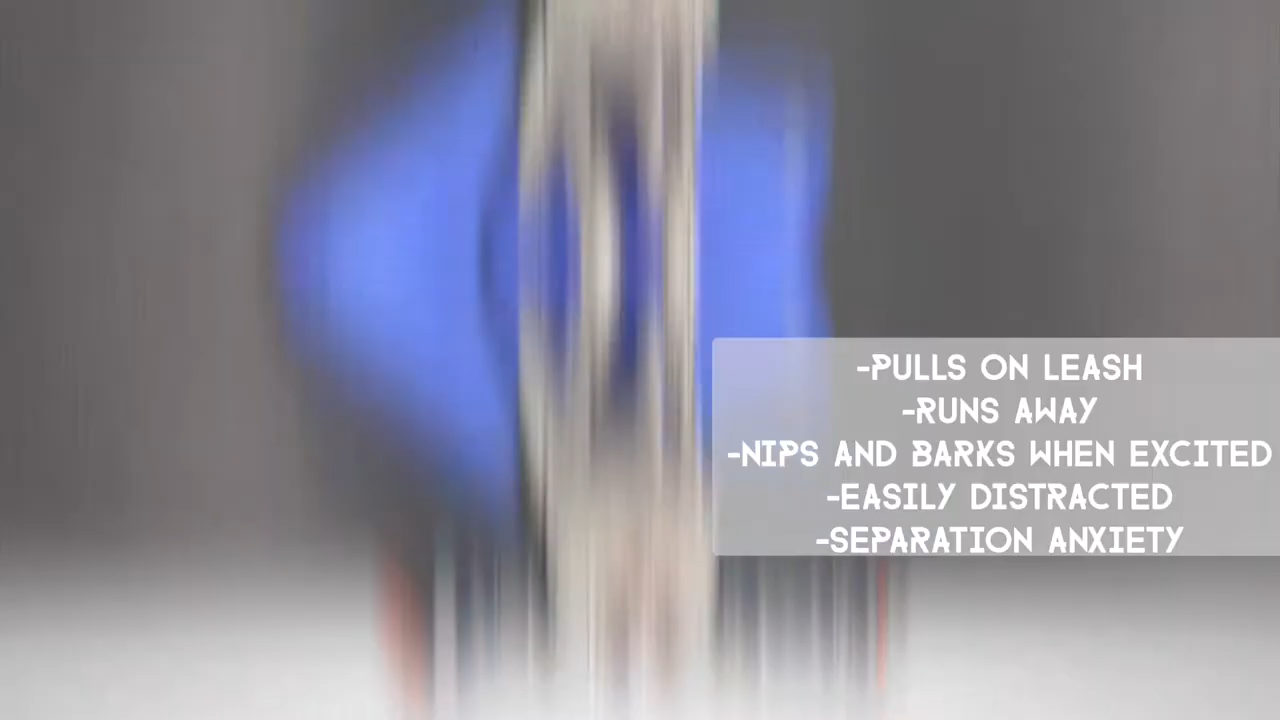 -PULLS ON LEASH
-RUNS AWAY
-NIPS AND BARKS WHEN EXCITED
-EASILY DISTRACTED
-SEPARATION ANXIETY